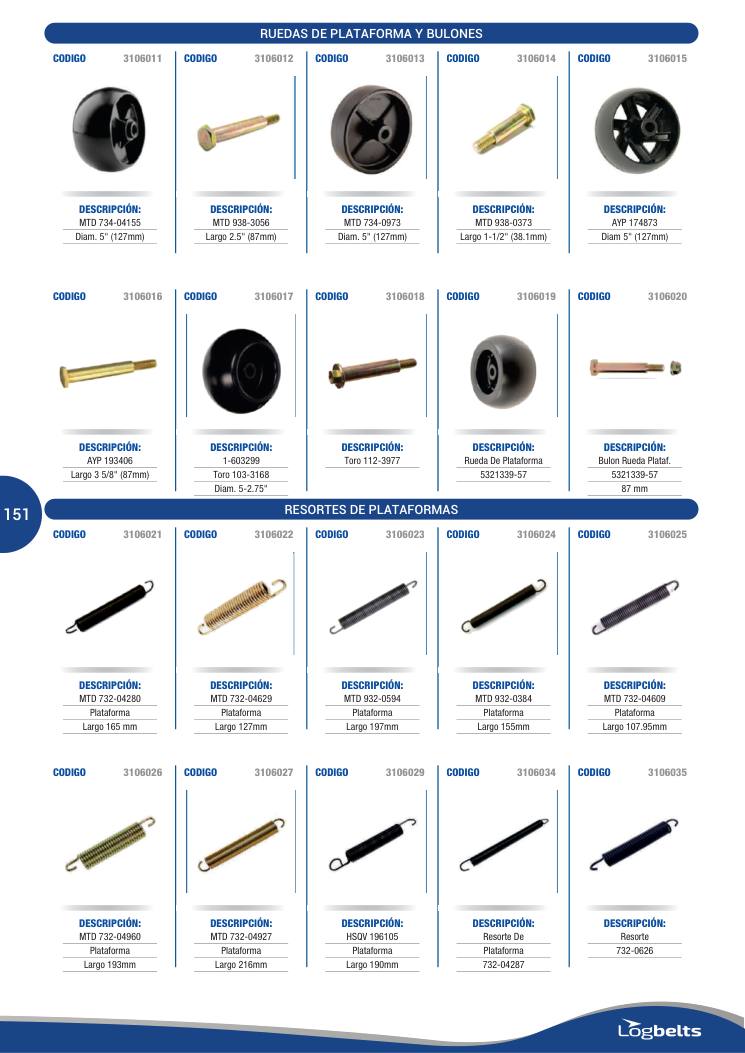 RUEDAS DE PLATAFORMA Y BULONES
CODIGO 3106011
DESCRIPCIÓN:
MTD 734-04155
Diam. 5" (127mm)
CODIGO 3106012
DESCRIPCIÓN:
MTD 938-3056
Largo 2.5" (87mm)
CODIGO 3106013
DESCRIPCIÓN:
MTD 734-0973
Diam. 5" (127mm)
CODIGO 3106014
DESCRIPCIÓN:
MTD 938-0373
Largo 1-1/2" (38.1mm)
CODIGO 3106015
DESCRIPCIÓN:
AYP 174873
Diam 5" (127mm)
CODIGO 3106016
DESCRIPCIÓN:
AYP 193406
Largo 3 5/8" (87mm)
CODIGO 3106017
DESCRIPCIÓN:
1-603299
Toro 103-3168
Diam. 5-2.75"
CODIGO 3106018
DESCRIPCIÓN:
Toro 112-3977
CODIGO 3106019
DESCRIPCIÓN:
Rueda De Plataforma
5321339-57
CODIGO 3106020
DESCRIPCIÓN:
Bulon Rueda Plataf.
5321339-57
87 mm
151
RESORTES DE PLATAFORMAS
CODIGO 3106021
DESCRIPCIÓN:
MTD 732-04280
Plataforma
Largo 165 mm
CODIGO 3106022
DESCRIPCIÓN:
MTD 732-04629
Plataforma
Largo 127mm
CODIGO 3106023
DESCRIPCIÓN:
MTD 932-0594
Plataforma
Largo 197mm
CODIGO 3106024
DESCRIPCIÓN:
MTD 932-0384
Plataforma
Largo 155mm
CODIGO 3106025
DESCRIPCIÓN:
MTD 732-04609
Plataforma
Largo 107.95mm
CODIGO 3106026
DESCRIPCIÓN:
MTD 732-04960
Plataforma
Largo 193mm
CODIGO 3106027
DESCRIPCIÓN:
MTD 732-04927
Plataforma
Largo 216mm
CODIGO 3106029
DESCRIPCIÓN:
HSQV 196105
Plataforma
Largo 190mm
CODIGO 3106034
DESCRIPCIÓN:
Resorte De
Plataforma
732-04287
CODIGO 3106035
DESCRIPCIÓN:
Resorte
732-0626
Logbelts